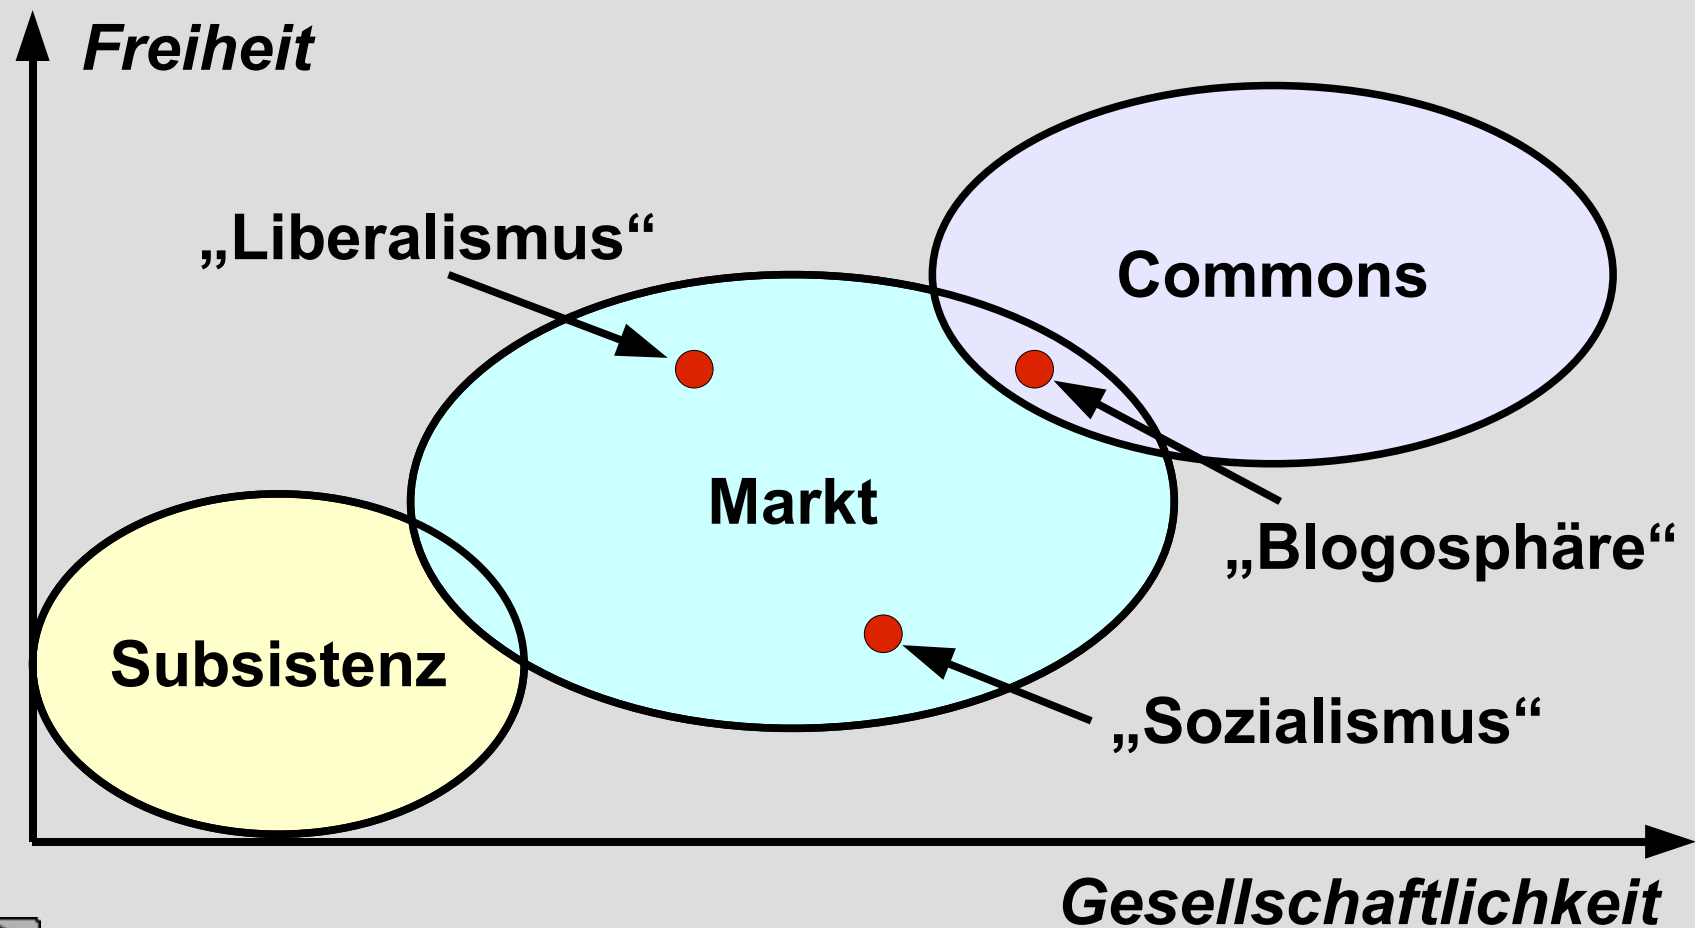 Freiheit
„Liberalismus“
Commons
Markt
„Blogosphäre“
Subsistenz
„Sozialismus“
Gesellschaftlichkeit